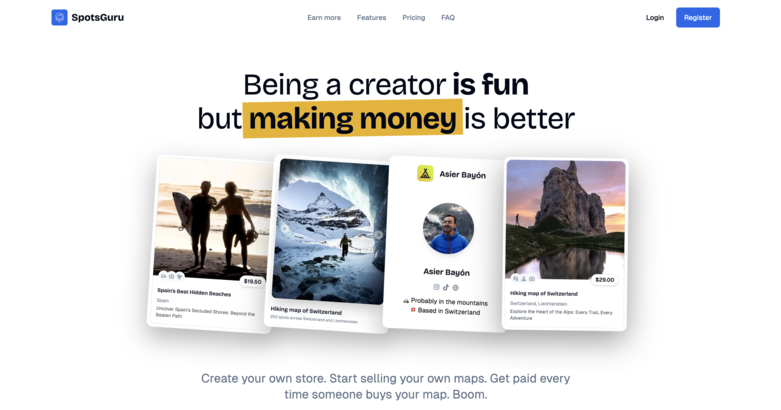 SpotsGuru
Earn more
Features
Pricing
FAQ
Login
Register
Being a creator is fun
but making money is better
$19.50
Spain's Best Hidden Beaches
Spain
Uncover Spain's Secluded Shores: Beyond the
Beaten Path
Hiking map of Switzerland
260 spots across Switzerland and Liechtenstein
Asier Bayón
Asier Bayón
Probably in the mountains
Based in Switzerland
$29.00
Hiking map of Switzerland
Switzerland, Liechtenstein
Explore the Heart of the Alps: Every Trail, Every
Adventure
Create your own store. Start selling your own maps. Get paid every
time someone buys your map. Boom.